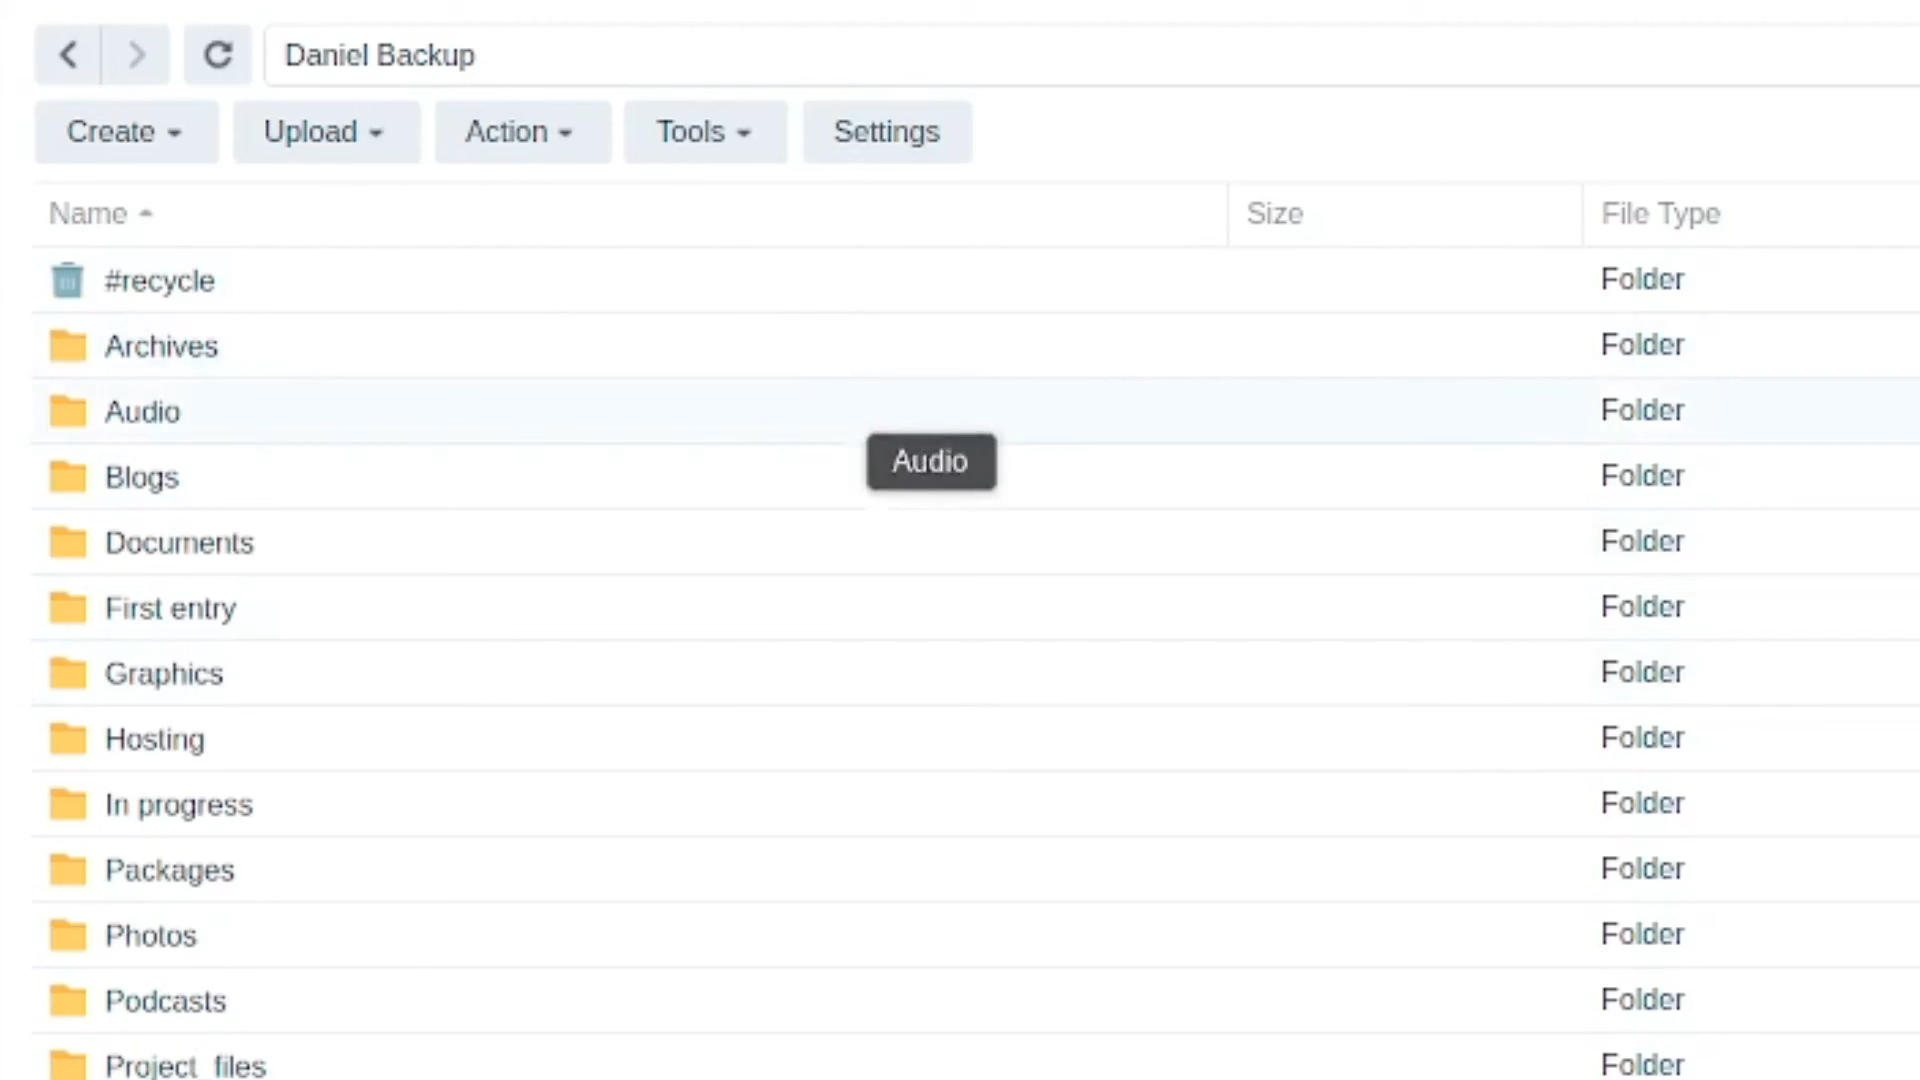 Daniel Backup
Create Upload Action Tools Settings
Name Size File Type
#recycle Folder
Archives Folder
Audio Folder
Audio
Blogs Folder
Documents Folder
First entry Folder
Graphics Folder
Hosting Folder
In progress Folder
Packages Folder
Photos Folder
Podcasts Folder
Project_files Folder